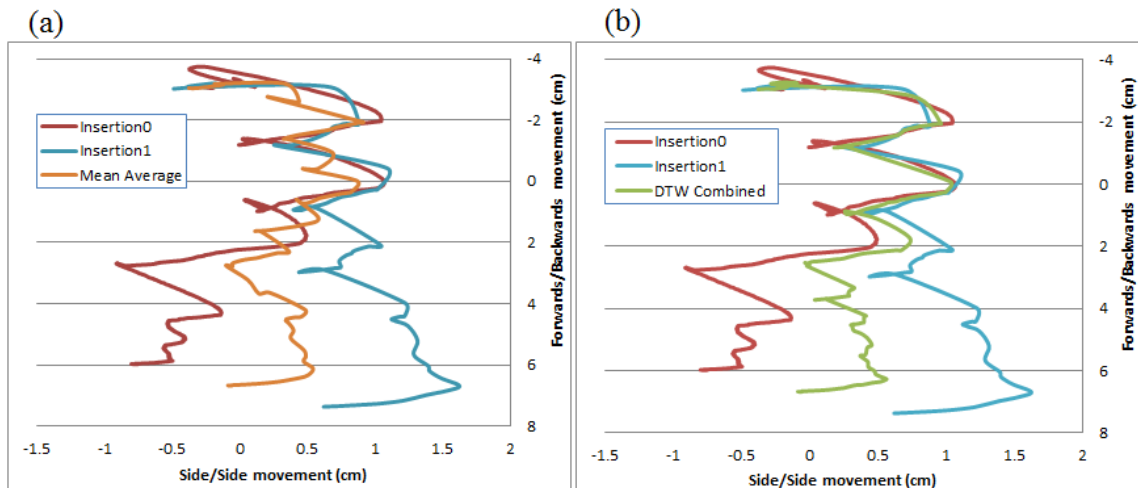 (a)
-4
-2
0
2
4
6
8
Forwards/Backwards movement (cm)
Insertion0
Insertion1
Mean Average
-1.5 -1 -0.5 0 0.5 1 1.5 2
Side/Side movement (cm)
(b)
-4
-2
0
2
4
6
8
Forwards/Backwards movement (cm)
Insertion0
Insertion1
DTW Combined
-1.5 -1 -0.5 0 0.5 1 1.5 2
Side/Side movement (cm)